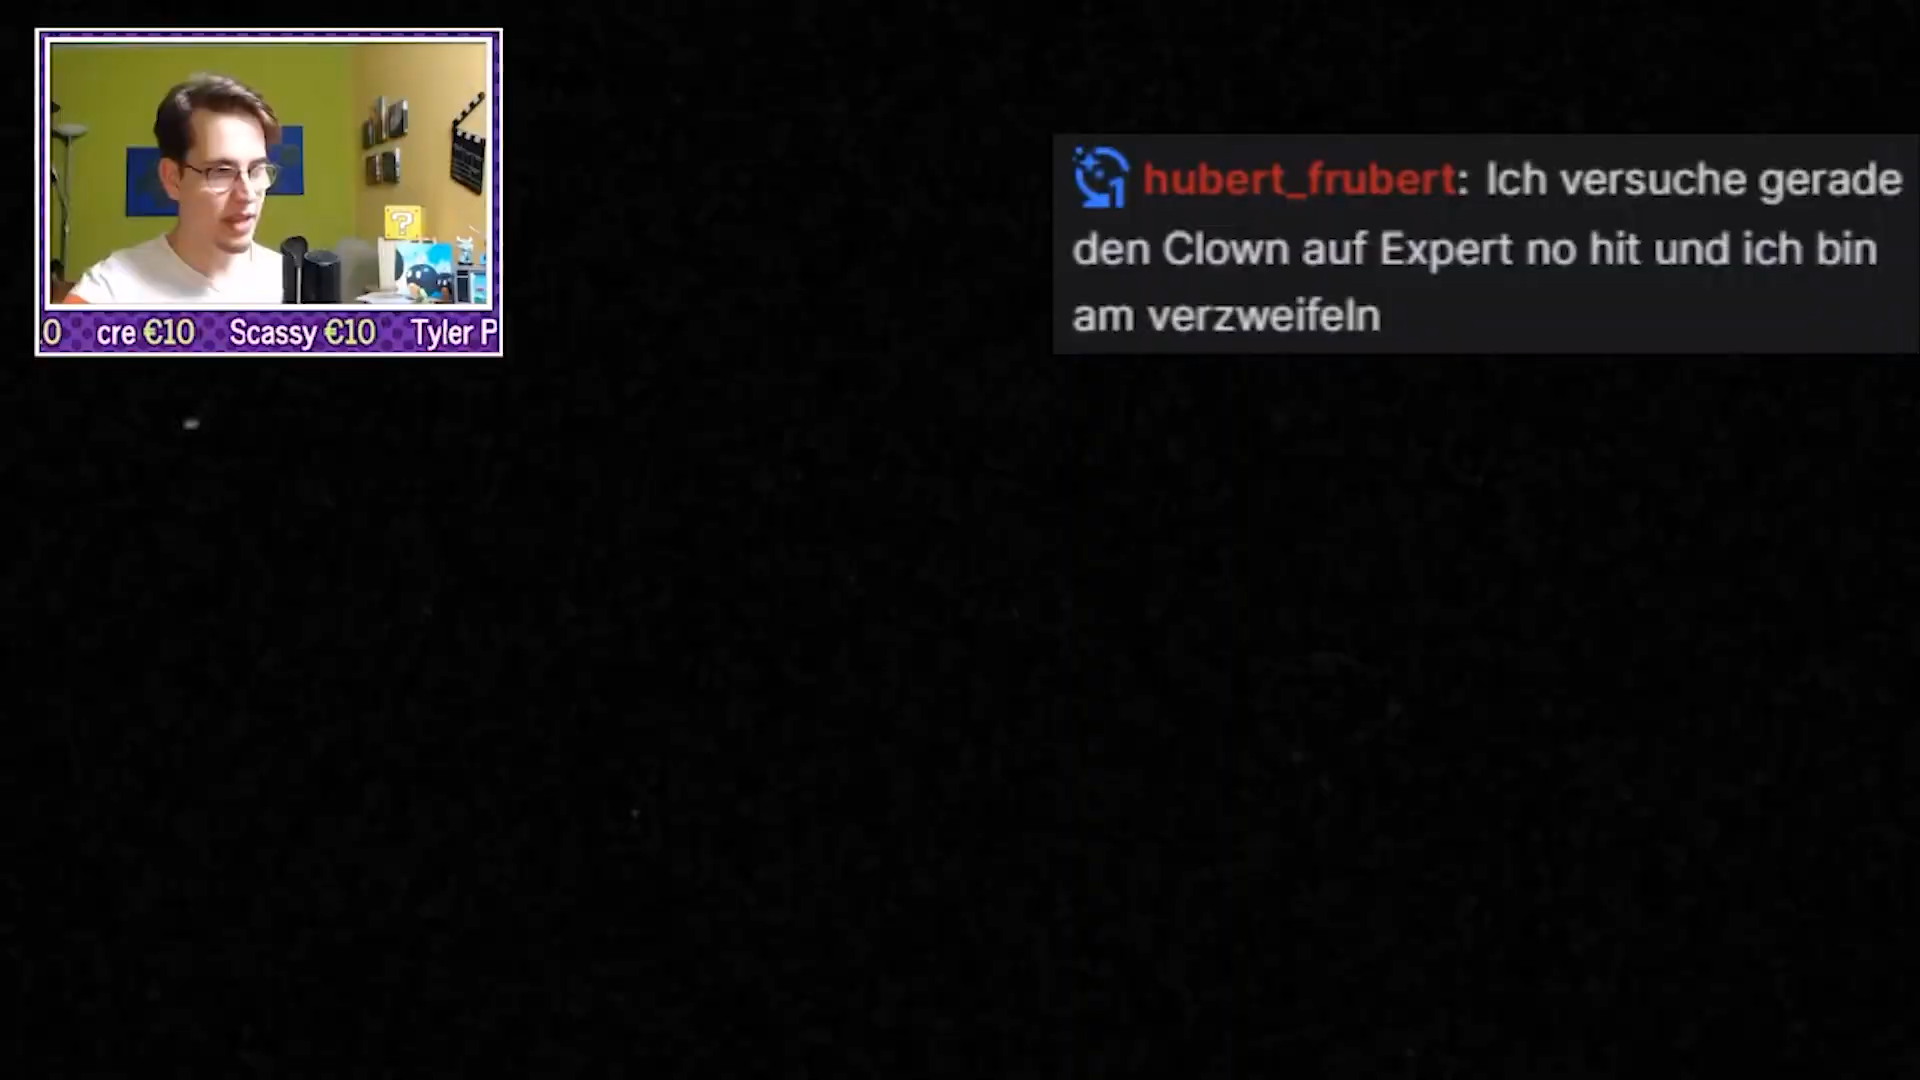 .0 cre €10 Scassy €10 Tyler P
hubert_frubert: Ich versuche gerade
den Clown auf Expert no hit und ich bin
am verzweifeln